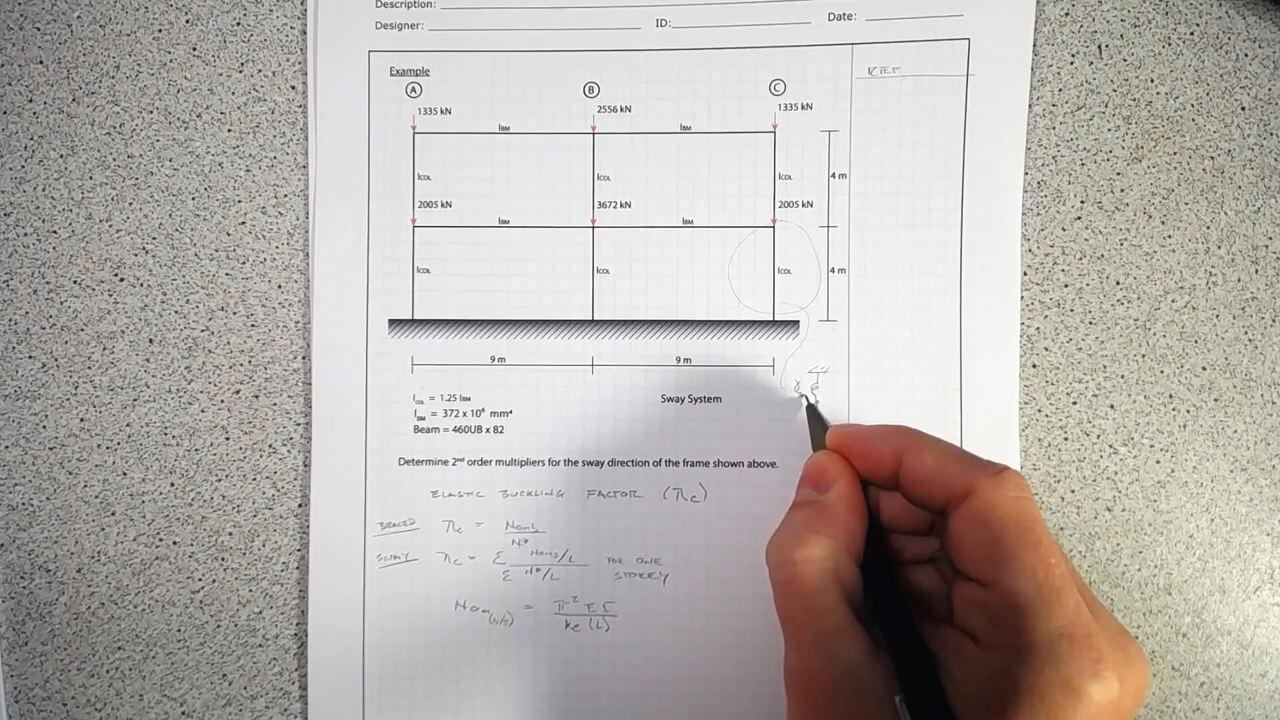 Description:
Designer: ID: Date:
Example
REF
A B C
1335 kN 2556 kN 1335 kN
IBM IBM
ICOL ICOL ICOL 4 m
2005 kN 3672 kN 2005 kN
IBM IBM
ICOL ICOL ICOL 4 m
9 m 9 m
ICOL = 1.25 IBM
IBM = 372 x 10⁶ mm⁴
Beam = 460UB x 82
Sway System
Determine 2nd order multipliers for the sway direction of the frame shown above.
ELASTIC BUCKLING FACTOR (λc)
BRACED λc = Nomb / N*
SWAY λc = Σ Noms/L / Σ N*/L FOR ONE STOREY
Nom(b/s) = π² E I / ke (L)